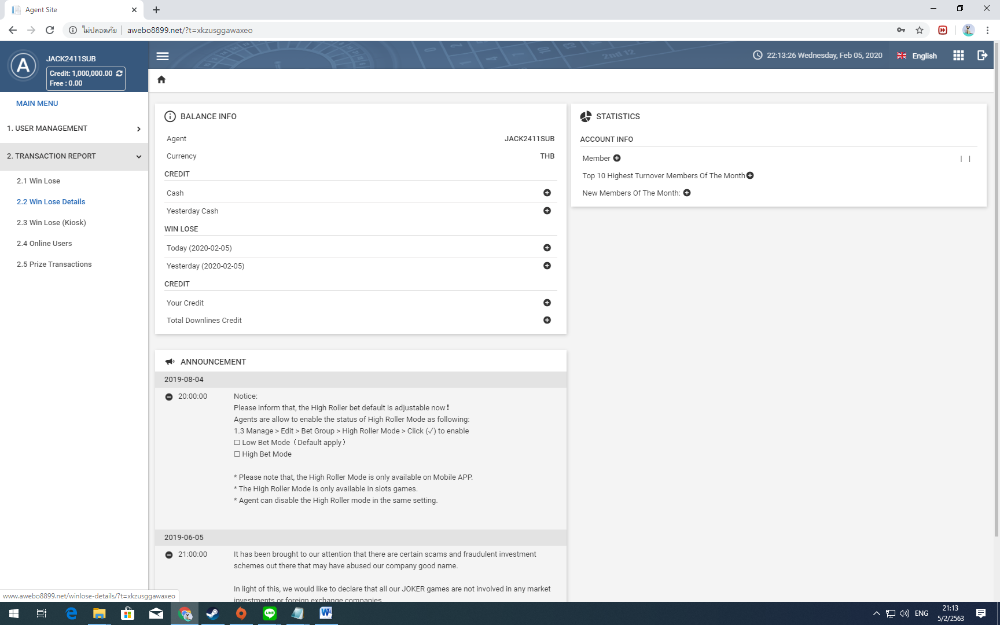 Agent Site
ไม่ปลอดภัย
awebo8899.net/?t=xkzusggawaxeo
A
JACK2411SUB
Credit: 1,000,000.00
Free : 0.00
22:13:26 Wednesday, Feb 05, 2020
English
MAIN MENU
1. USER MANAGEMENT
2. TRANSACTION REPORT
2.1 Win Lose
2.2 Win Lose Details
2.3 Win Lose (Kiosk)
2.4 Online Users
2.5 Prize Transactions
BALANCE INFO
Agent JACK2411SUB
Currency THB
CREDIT
Cash
Yesterday Cash
WIN LOSE
Today (2020-02-05)
Yesterday (2020-02-05)
CREDIT
Your Credit
Total Downlines Credit
STATISTICS
ACCOUNT INFO
Member | |
Top 10 Highest Turnover Members Of The Month
New Members Of The Month:
ANNOUNCEMENT
2019-08-04
20:00:00 Notice:
Please inform that, the High Roller bet default is adjustable now！
Agents are allow to enable the status of High Roller Mode as following:
1.3 Manage > Edit > Bet Group > High Roller Mode > Click (✓) to enable
☐ Low Bet Mode（Default apply）
☐ High Bet Mode
* Please note that, the High Roller Mode is only available on Mobile APP.
* The High Roller Mode is only available in slots games.
* Agent can disable the High Roller mode in the same setting.
2019-06-05
21:00:00 It has been brought to our attention that there are certain scams and fraudulent investment
schemes out there that may have abused our company good name.
In light of this, we would like to declare that all our JOKER games are not involved in any market
investments or foreign exchange companies.
www.awebo8899.net/winlose-details/?t=xkzusggawaxeo
LINE
W
ENG
21:13
5/2/2563